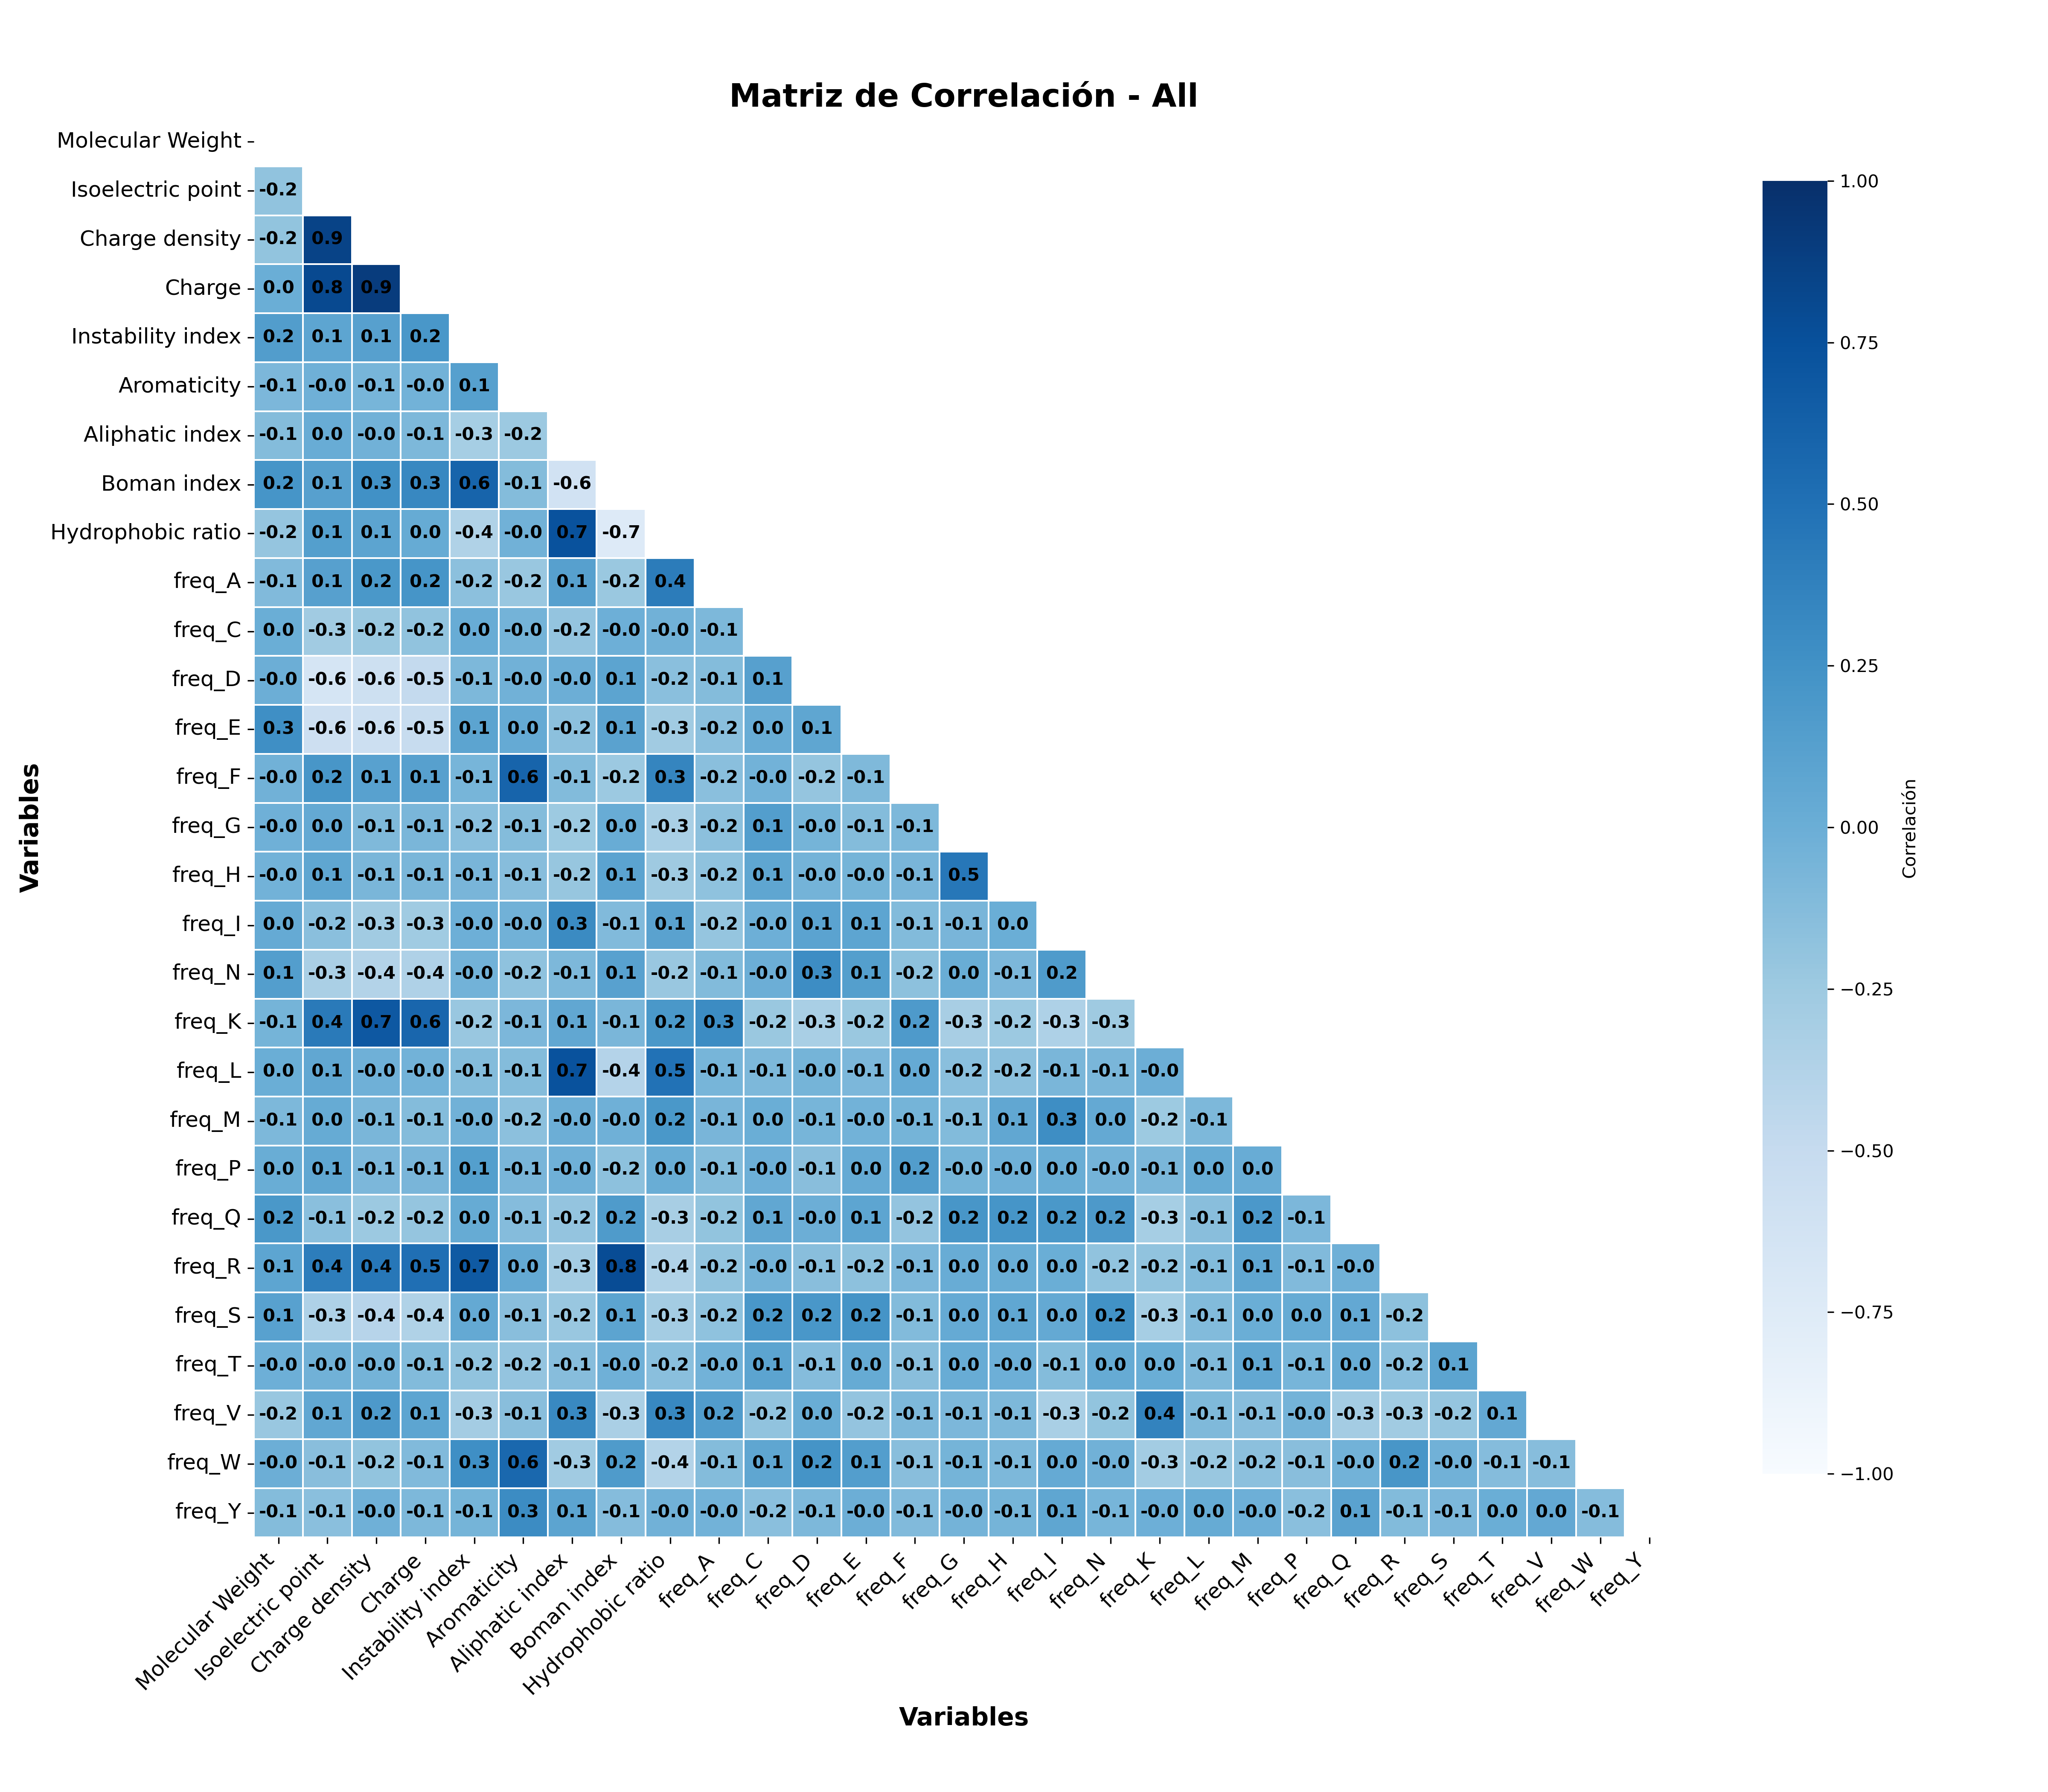 Matriz de Correlación - All
Molecular Weight
Isoelectric point -0.2
Charge density -0.2 0.9
Charge 0.0 0.8 0.9
Instability index 0.2 0.1 0.1 0.2
Aromaticity -0.1 -0.0 -0.1 -0.0 0.1
Aliphatic index -0.1 0.0 -0.0 -0.1 -0.3 -0.2
Boman index 0.2 0.1 0.3 0.3 0.6 -0.1 -0.6
Hydrophobic ratio -0.2 0.1 0.1 0.0 -0.4 -0.0 0.7 -0.7
freq_A -0.1 0.1 0.2 0.2 -0.2 -0.2 0.1 -0.2 0.4
freq_C 0.0 -0.3 -0.2 -0.2 0.0 -0.0 -0.2 -0.0 -0.0 -0.1
freq_D -0.0 -0.6 -0.6 -0.5 -0.1 -0.0 -0.0 0.1 -0.2 -0.1 0.1
freq_E 0.3 -0.6 -0.6 -0.5 0.1 0.0 -0.2 0.1 -0.3 -0.2 0.0 0.1
freq_F -0.0 0.2 0.1 0.1 -0.1 0.6 -0.1 -0.2 0.3 -0.2 -0.0 -0.2 -0.1
freq_G -0.0 0.0 -0.1 -0.1 -0.2 -0.1 -0.2 0.0 -0.3 -0.2 0.1 -0.0 -0.1 -0.1
freq_H -0.0 0.1 -0.1 -0.1 -0.1 -0.1 -0.2 0.1 -0.3 -0.2 0.1 -0.0 -0.0 -0.1 0.5
freq_I 0.0 -0.2 -0.3 -0.3 -0.0 -0.0 0.3 -0.1 0.1 -0.2 -0.0 0.1 0.1 -0.1 -0.1 0.0
freq_N 0.1 -0.3 -0.4 -0.4 -0.0 -0.2 -0.1 0.1 -0.2 -0.1 -0.0 0.3 0.1 -0.2 0.0 -0.1 0.2
freq_K -0.1 0.4 0.7 0.6 -0.2 -0.1 0.1 -0.1 0.2 0.3 -0.2 -0.3 -0.2 0.2 -0.3 -0.2 -0.3 -0.3
freq_L 0.0 0.1 -0.0 -0.0 -0.1 -0.1 0.7 -0.4 0.5 -0.1 -0.1 -0.0 -0.1 0.0 -0.2 -0.2 -0.1 -0.1 -0.0
freq_M -0.1 0.0 -0.1 -0.1 -0.0 -0.2 -0.0 -0.0 0.2 -0.1 0.0 -0.1 -0.0 -0.1 -0.1 0.1 0.3 0.0 -0.2 -0.1
freq_P 0.0 0.1 -0.1 -0.1 0.1 -0.1 -0.0 -0.2 0.0 -0.1 -0.0 -0.1 0.0 0.2 -0.0 -0.0 0.0 -0.0 -0.1 0.0 0.0
freq_Q 0.2 -0.1 -0.2 -0.2 0.0 -0.1 -0.2 0.2 -0.3 -0.2 0.1 -0.0 0.1 -0.2 0.2 0.2 0.2 0.2 -0.3 -0.1 0.2 -0.1
freq_R 0.1 0.4 0.4 0.5 0.7 0.0 -0.3 0.8 -0.4 -0.2 -0.0 -0.1 -0.2 -0.1 0.0 0.0 0.0 -0.2 -0.2 -0.1 0.1 -0.1 -0.0
freq_S 0.1 -0.3 -0.4 -0.4 0.0 -0.1 -0.2 0.1 -0.3 -0.2 0.2 0.2 0.2 -0.1 0.0 0.1 0.0 0.2 -0.3 -0.1 0.0 0.0 0.1 -0.2
freq_T -0.0 -0.0 -0.0 -0.1 -0.2 -0.2 -0.1 -0.0 -0.2 -0.0 0.1 -0.1 0.0 -0.1 0.0 -0.0 -0.1 0.0 0.0 -0.1 0.1 -0.1 0.0 -0.2 0.1
freq_V -0.2 0.1 0.2 0.1 -0.3 -0.1 0.3 -0.3 0.3 0.2 -0.2 0.0 -0.2 -0.1 -0.1 -0.1 -0.3 -0.2 0.4 -0.1 -0.1 -0.0 -0.3 -0.3 -0.2 0.1
freq_W -0.0 -0.1 -0.2 -0.1 0.3 0.6 -0.3 0.2 -0.4 -0.1 0.1 0.2 0.1 -0.1 -0.1 -0.1 0.0 -0.0 -0.3 -0.2 -0.2 -0.1 -0.0 0.2 -0.0 -0.1 -0.1
freq_Y -0.1 -0.1 -0.0 -0.1 -0.1 0.3 0.1 -0.1 -0.0 -0.0 -0.2 -0.1 -0.0 -0.1 -0.0 -0.1 0.1 -0.1 -0.0 0.0 -0.0 -0.2 0.1 -0.1 -0.1 0.0 0.0 -0.1
Molecular Weight
Isoelectric point
Charge density
Charge
Instability index
Aromaticity
Aliphatic index
Boman index
Hydrophobic ratio
freq_A
freq_C
freq_D
freq_E
freq_F
freq_G
freq_H
freq_I
freq_N
freq_K
freq_L
freq_M
freq_P
freq_Q
freq_R
freq_S
freq_T
freq_V
freq_W
freq_Y
Variables
Variables
1.00
0.75
0.50
0.25
0.00
−0.25
−0.50
−0.75
−1.00
Correlación